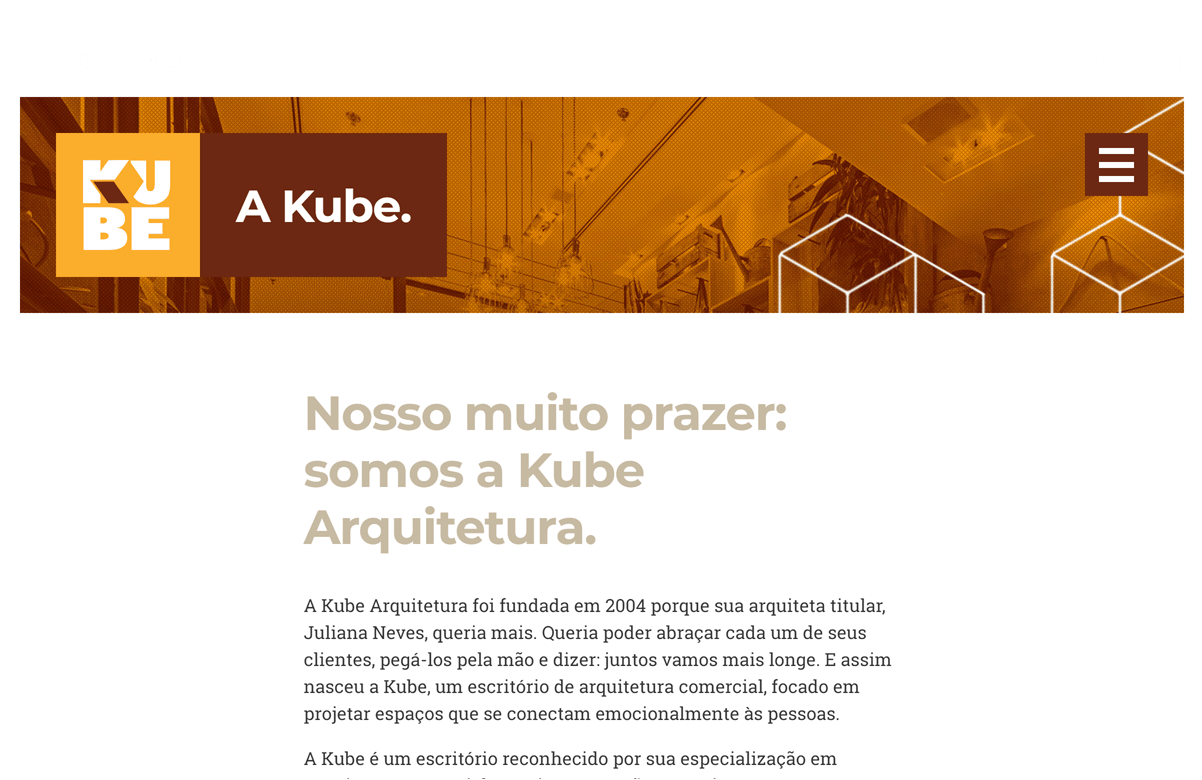 KU
BE
A Kube.
Nosso muito prazer:
somos a Kube
Arquitetura.
A Kube Arquitetura foi fundada em 2004 porque sua arquiteta titular,
Juliana Neves, queria mais. Queria poder abraçar cada um de seus
clientes, pegá-los pela mão e dizer: juntos vamos mais longe. E assim
nasceu a Kube, um escritório de arquitetura comercial, focado em
projetar espaços que se conectam emocionalmente às pessoas.
A Kube é um escritório reconhecido por sua especialização em